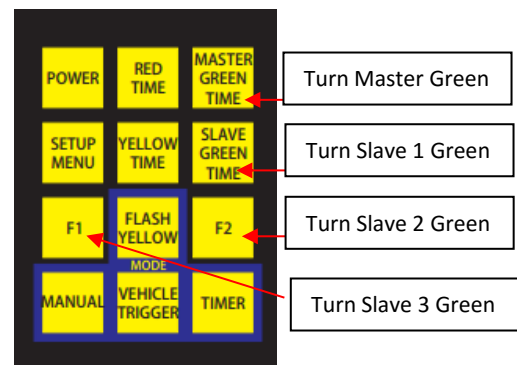 POWER
RED
TIME
MASTER
GREEN
TIME
Turn Master Green
SETUP
MENU
YELLOW
TIME
SLAVE
GREEN
TIME
Turn Slave 1 Green
F1
FLASH
YELLOW
F2
Turn Slave 2 Green
MODE
MANUAL
VEHICLE
TRIGGER
TIMER
Turn Slave 3 Green